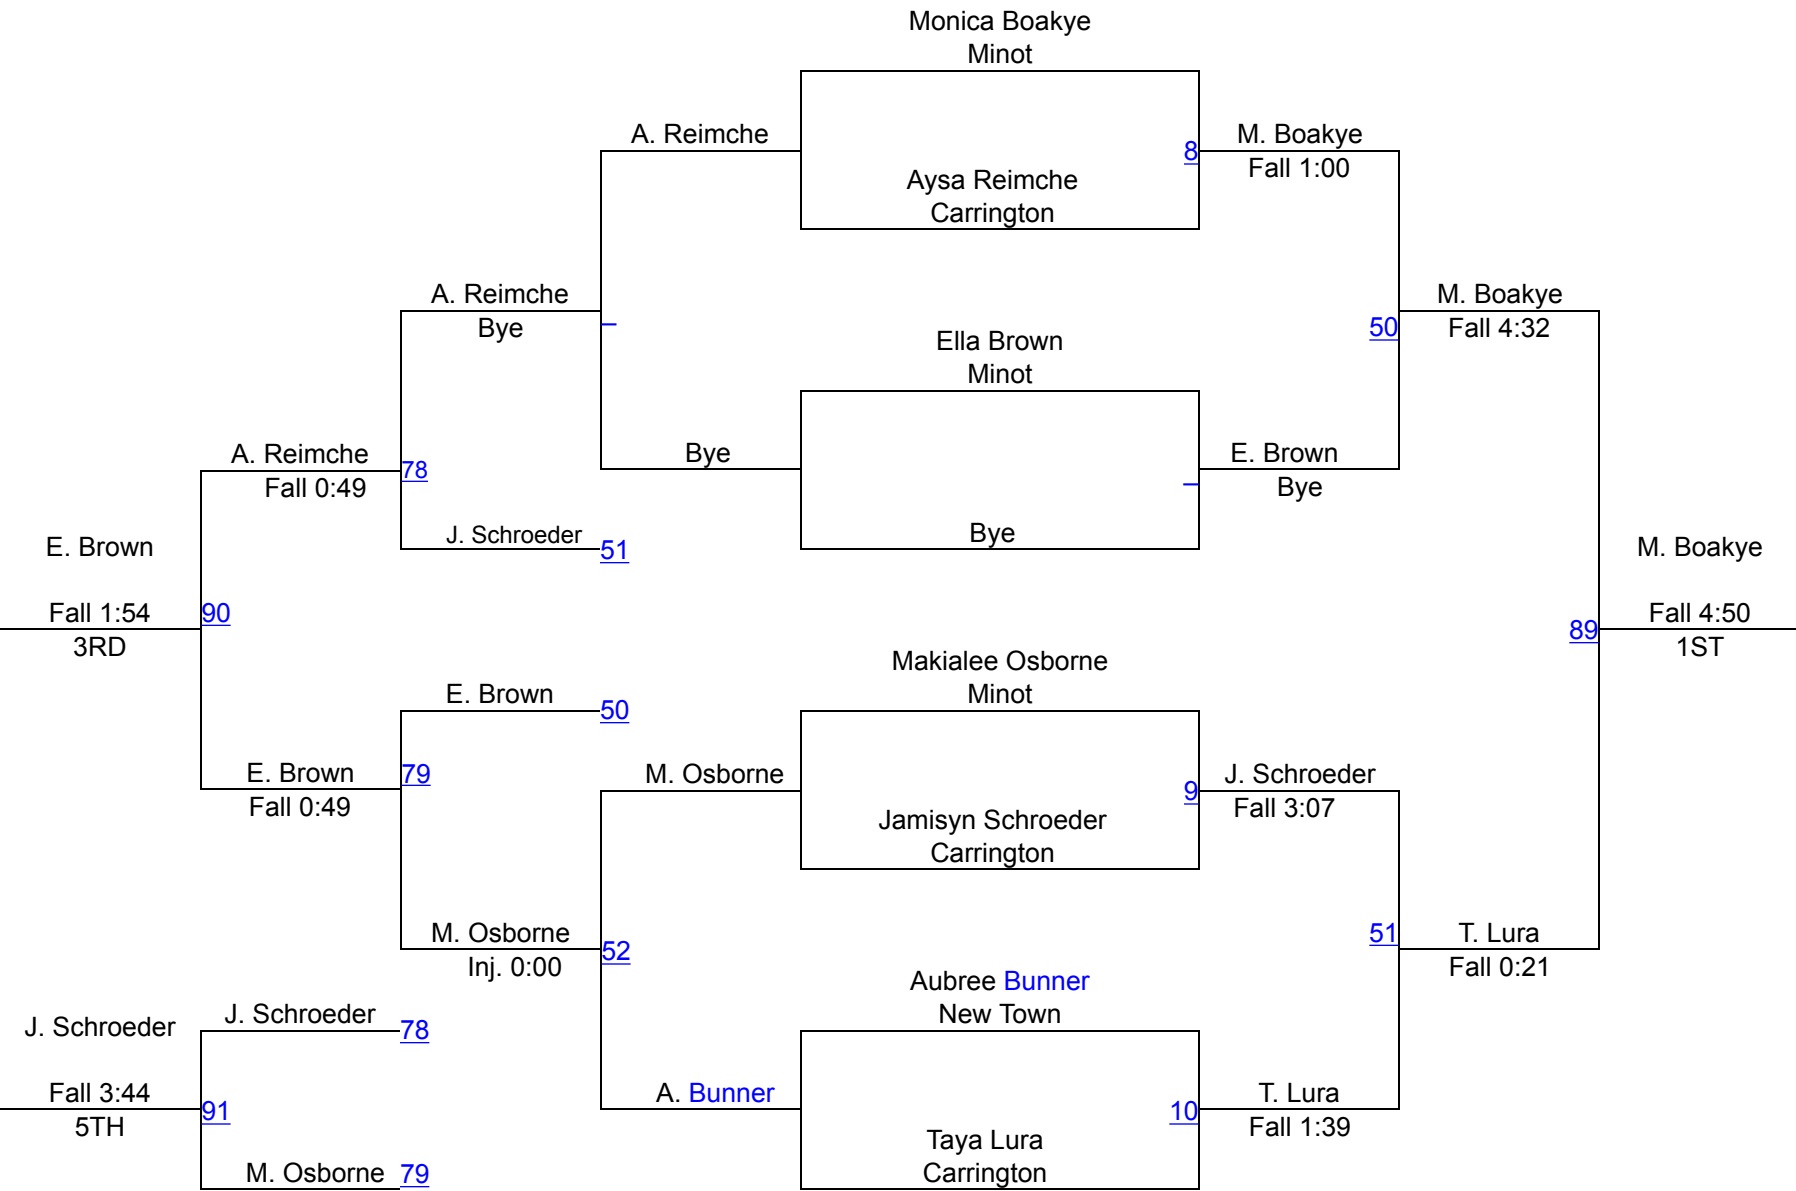 Monica Boakye
Minot
A. Reimche
8
M. Boakye
Fall 1:00
Aysa Reimche
Carrington
A. Reimche
Bye
–
M. Boakye
Fall 4:32
50
Ella Brown
Minot
A. Reimche
Fall 0:49
78
Bye
–
E. Brown
Bye
J. Schroeder
51
Bye
E. Brown
Fall 1:54
3RD
90
M. Boakye
Fall 4:50
1ST
89
Makialee Osborne
Minot
E. Brown
50
E. Brown
Fall 0:49
79
M. Osborne
9
J. Schroeder
Fall 3:07
Jamisyn Schroeder
Carrington
M. Osborne
Inj. 0:00
52
51
T. Lura
Fall 0:21
Aubree Bunner
New Town
J. Schroeder
Fall 3:44
5TH
J. Schroeder
78
91
A. Bunner
10
T. Lura
Fall 1:39
Taya Lura
Carrington
M. Osborne
79